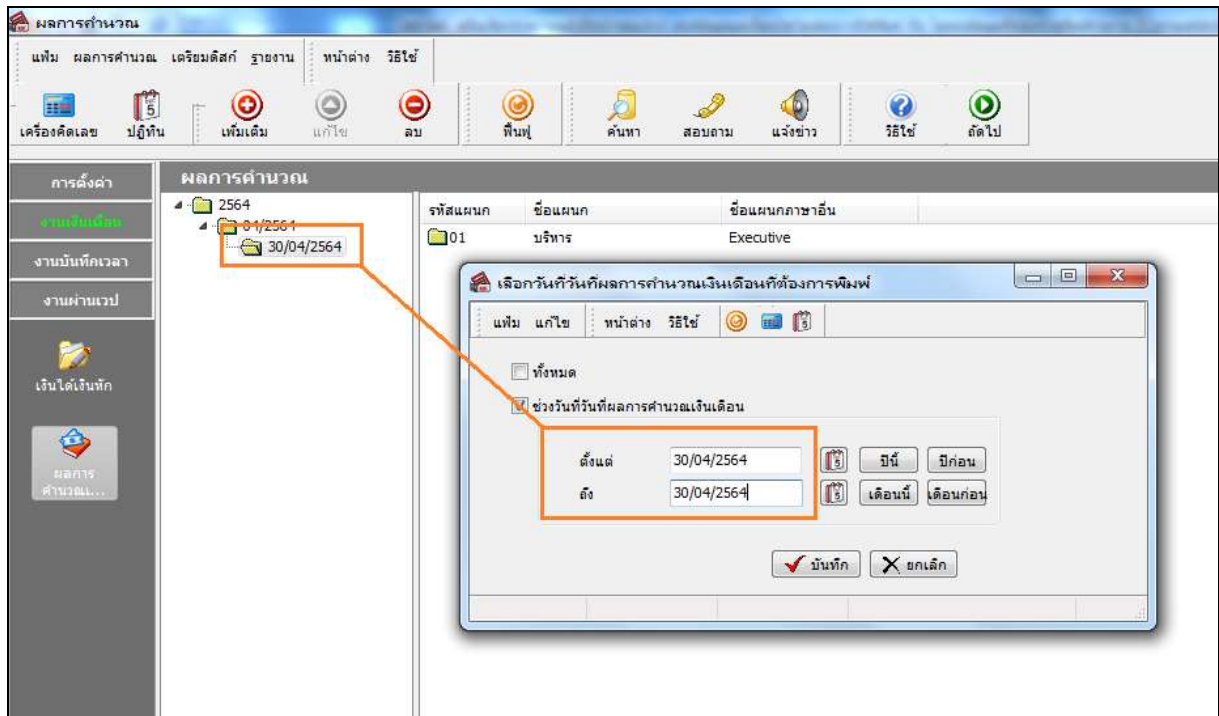 ผลการคำนวณ
แฟ้ม ผลการคำนวณ เตรียมดิสก์ รายงาน หน้าต่าง วิธีใช้
เครื่องคิดเลข ปฏิทิน เพิ่มเติม แก้ไข ลบ ฟื้นฟู ค้นหา สอบถาม แจ้งข่าว วิธีใช้ ถัดไป
การตั้งค่า
งานเงินเดือน
งานบันทึกเวลา
งานผ่านเวป
เงินได้เงินหัก
ผลการ
คำนวณเ...
ผลการคำนวณ
2564
04/2564
30/04/2564
รหัสแผนก ชื่อแผนก ชื่อแผนกภาษาอื่น
01 บริหาร Executive
เลือกวันที่วันที่ผลการคำนวณเงินเดือนที่ต้องการพิมพ์
แฟ้ม แก้ไข หน้าต่าง วิธีใช้
ทั้งหมด
ช่วงวันที่วันที่ผลการคำนวณเงินเดือน
ตั้งแต่ 30/04/2564 ปีนี้ ปีก่อน
ถึง 30/04/2564 เดือนนี้ เดือนก่อน
บันทึก ยกเลิก